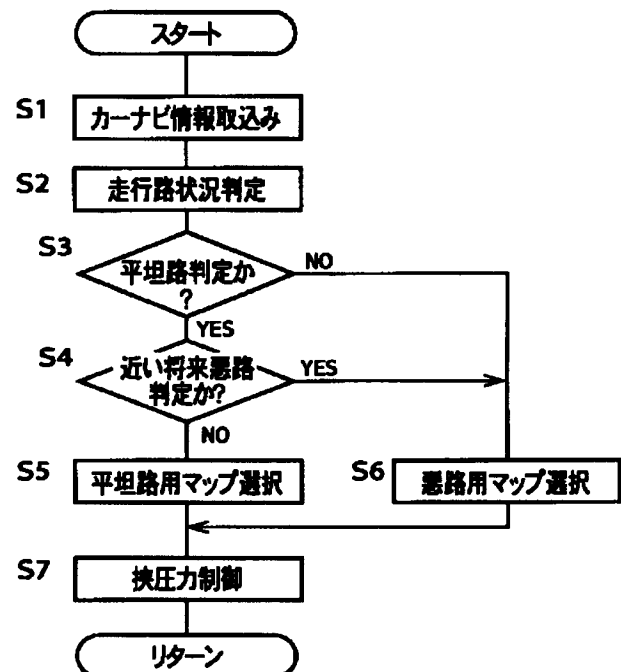 スタート
S1
カーナビ情報取込み
S2
走行路状況判定
S3
平坦路判定か
?
NO
YES
S4
近い将来悪路
判定か?
YES
NO
S5
平坦路用マップ選択
S6
悪路用マップ選択
S7
挟圧力制御
リターン